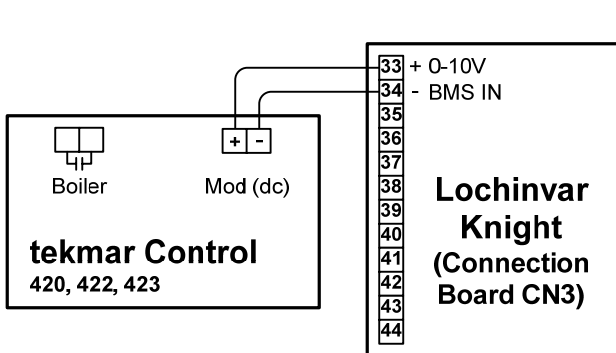 33 + 0-10V
34 - BMS IN
35
36
37
38
39
40
41
42
43
44
Lochinvar
Knight
(Connection
Board CN3)
+ -
Boiler
Mod (dc)
tekmar Control
420, 422, 423